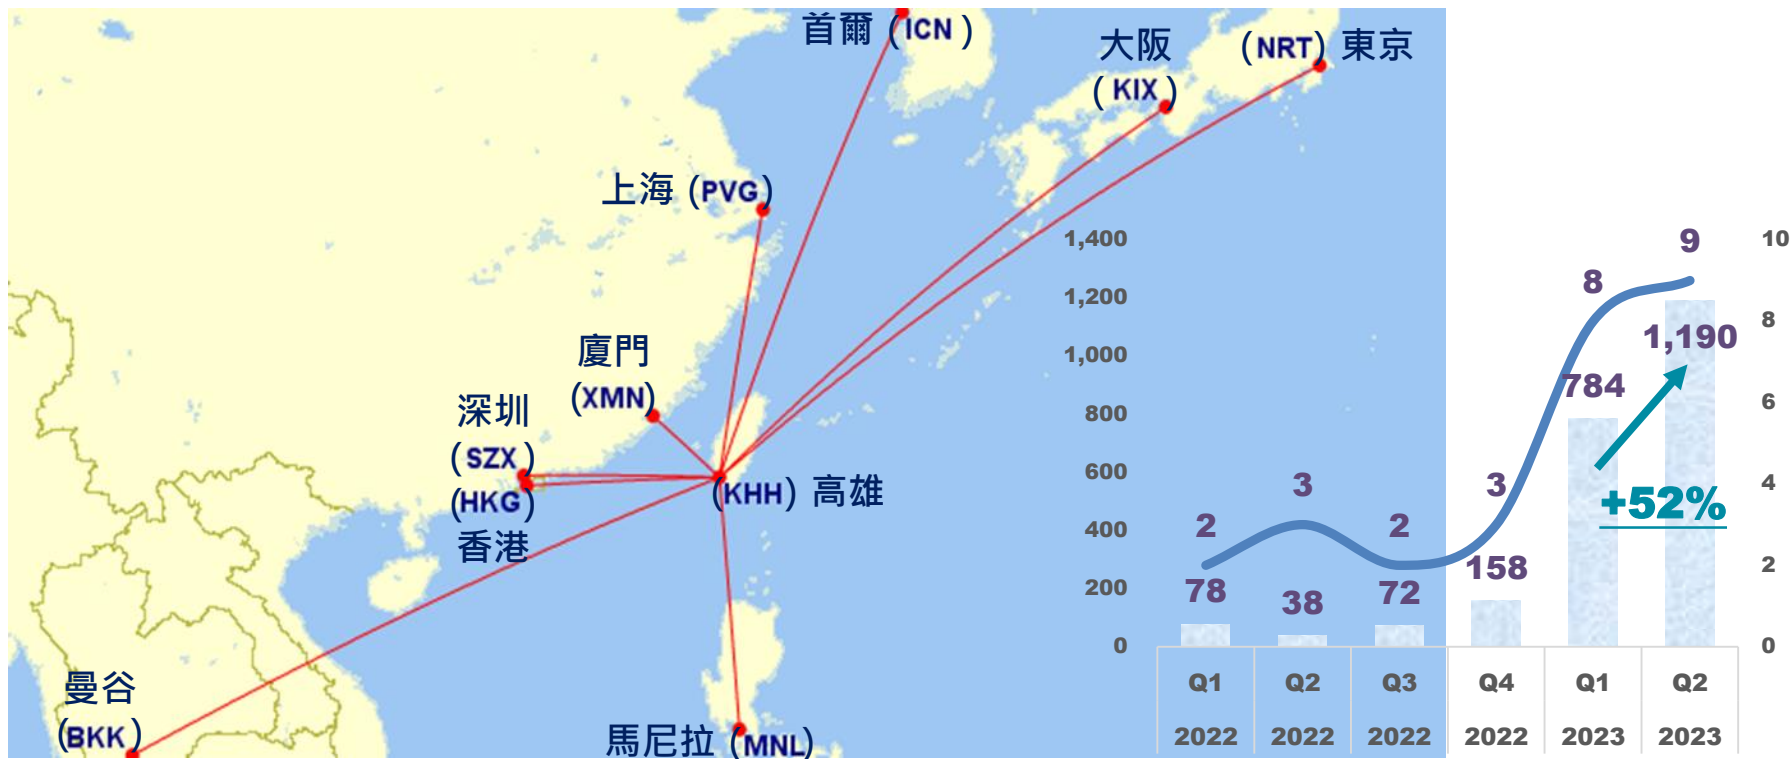 首爾 (ICN )
大阪
( KIX )
(NRT) 東京
上海 (PVG)
廈門
(XMN)
深圳
( SZX )
(HKG)
香港
(KHH) 高雄
曼谷
(BKK )
馬尼拉 (MNL)
1,400
1,200
1,000
800
600
400
200
0
10
8
6
4
2
0
2 3 2 3 8 9
78 38 72 158 784 1,190
+52%
Q1 Q2 Q3 Q4 Q1 Q2
2022 2022 2022 2022 2023 2023